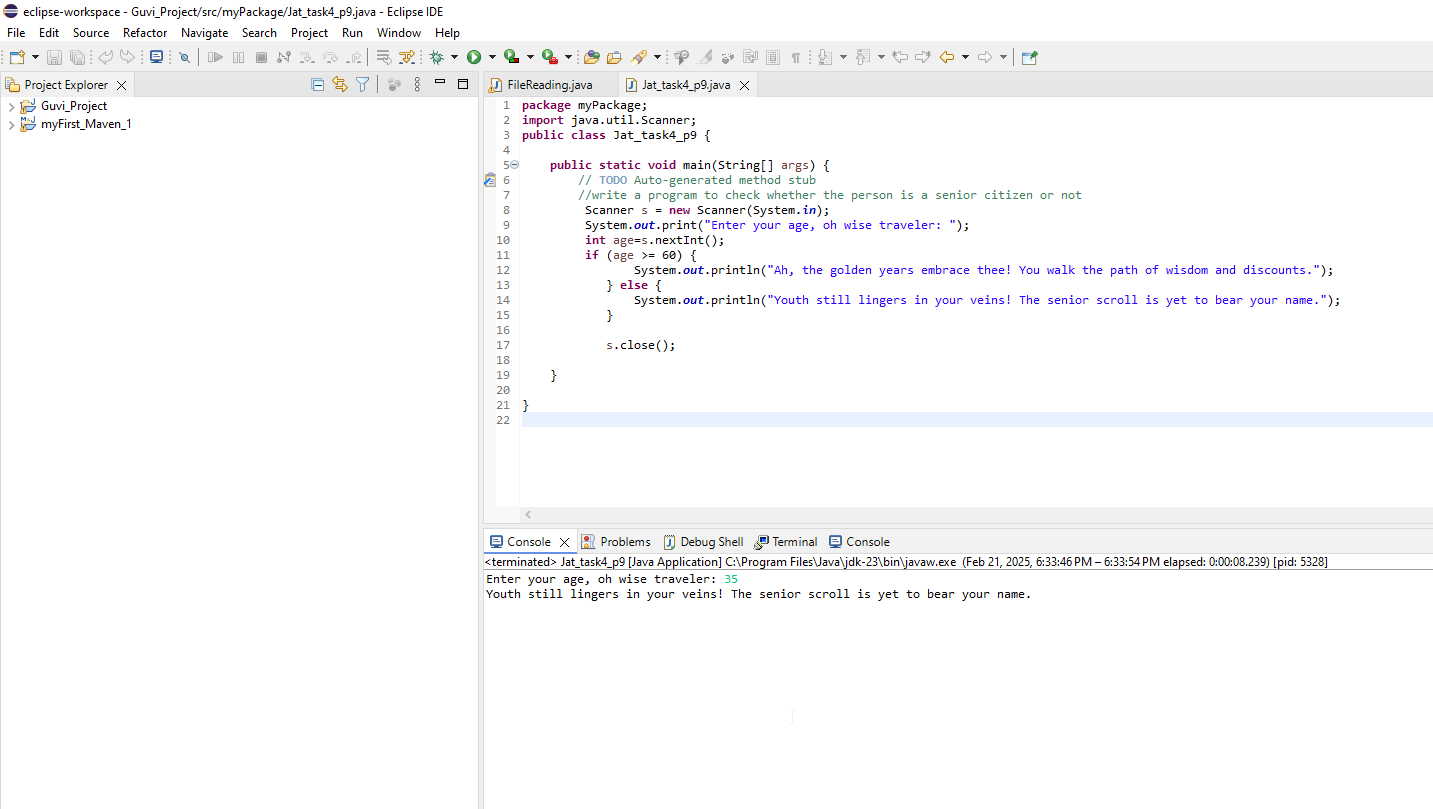 eclipse-workspace - Guvi_Project/src/myPackage/Jat_task4_p9.java - Eclipse IDE
File Edit Source Refactor Navigate Search Project Run Window Help
Project Explorer
Guvi_Project
myFirst_Maven_1
FileReading.java Jat_task4_p9.java
1 package myPackage;
2 import java.util.Scanner;
3 public class Jat_task4_p9 {
4
5 public static void main(String[] args) {
6 // TODO Auto-generated method stub
7 //write a program to check whether the person is a senior citizen or not
8 Scanner s = new Scanner(System.in);
9 System.out.print("Enter your age, oh wise traveler: ");
10 int age=s.nextInt();
11 if (age >= 60) {
12 System.out.println("Ah, the golden years embrace thee! You walk the path of wisdom and discounts.");
13 } else {
14 System.out.println("Youth still lingers in your veins! The senior scroll is yet to bear your name.");
15 }
16
17 s.close();
18
19 }
20
21 }
22
Console Problems Debug Shell Terminal Console
<terminated> Jat_task4_p9 [Java Application] C:\Program Files\Java\jdk-23\bin\javaw.exe (Feb 21, 2025, 6:33:46 PM – 6:33:54 PM elapsed: 0:00:08.239) [pid: 5328]
Enter your age, oh wise traveler: 35
Youth still lingers in your veins! The senior scroll is yet to bear your name.